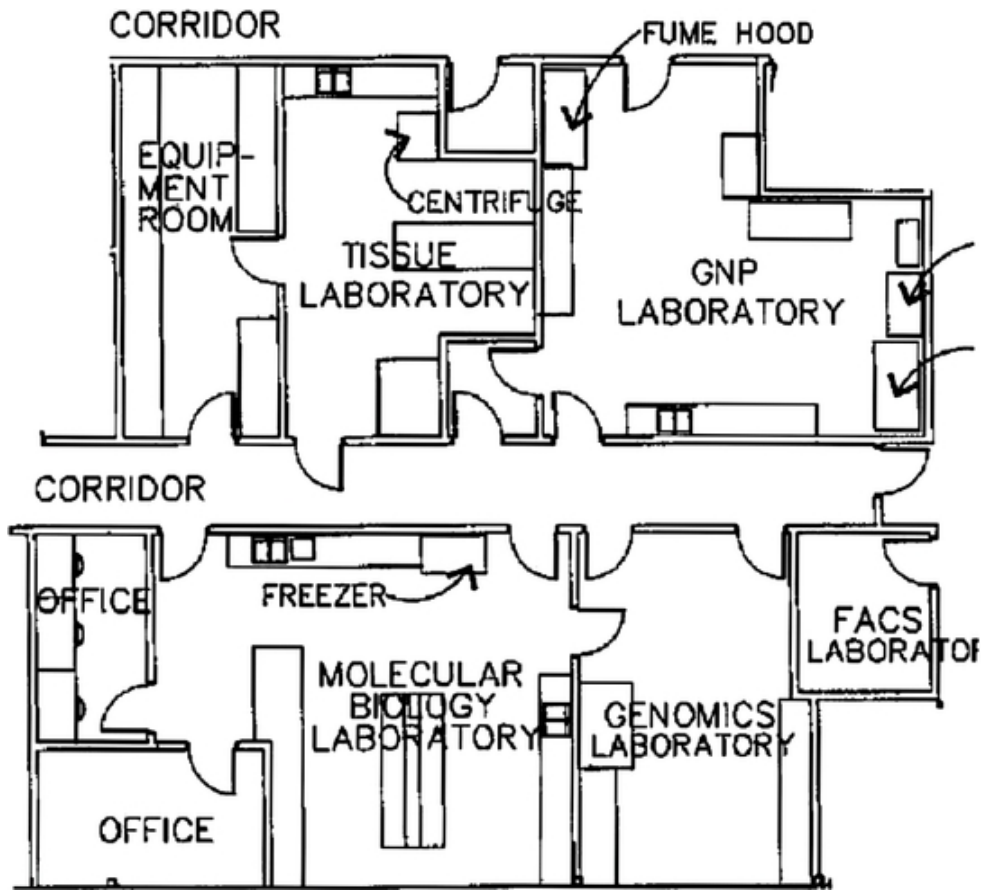 CORRIDOR
FUME HOOD
EQUIP-
MENT
ROOM
CENTRIFUGE
TISSUE
LABORATORY
GNP
LABORATORY
CORRIDOR
OFFICE
FREEZER
FACS
LABORATOR
MOLECULAR
BIOLOGY
LABORATORY
GENOMICS
LABORATORY
OFFICE